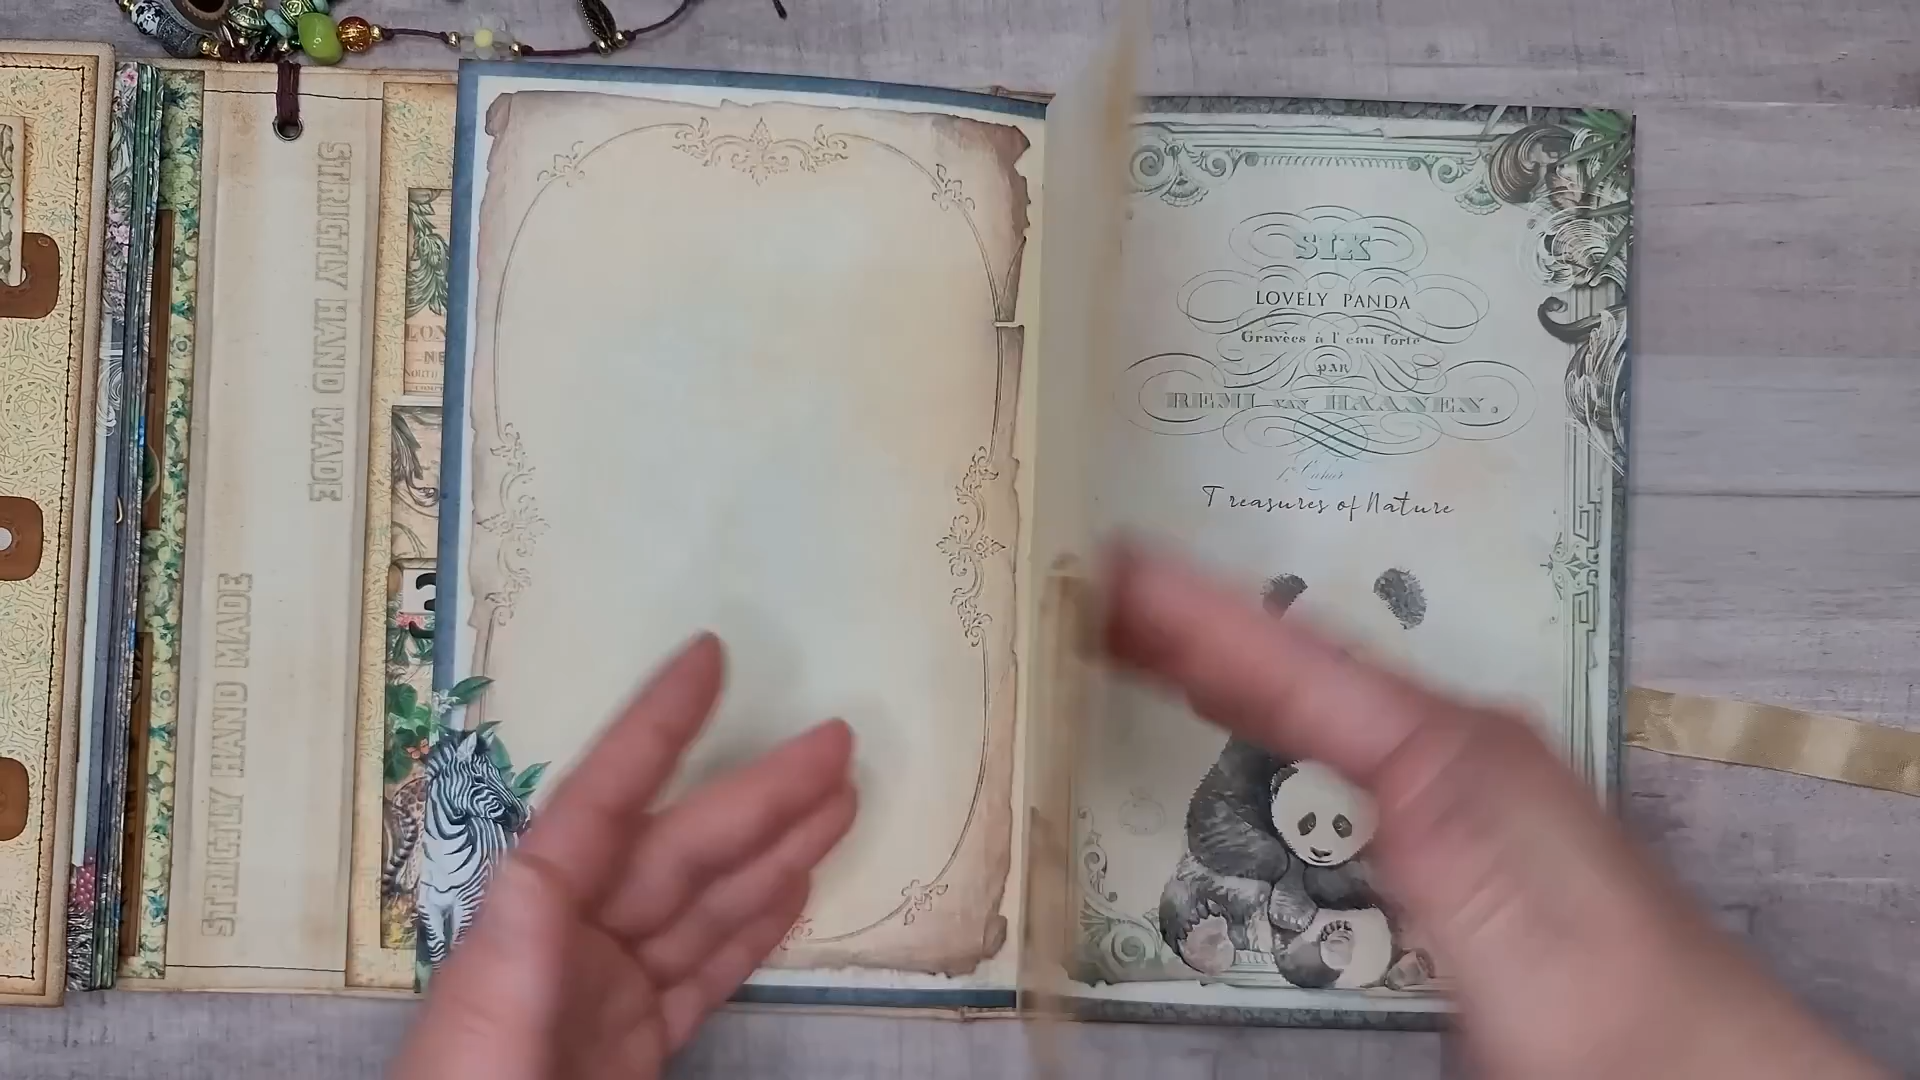 STRICTLY HAND MADE
STRICTLY HAND MADE
SIX
LOVELY PANDA
Gravées à l'eau forte
PAR
REMI VAN HAANEN.
Treasures of Nature